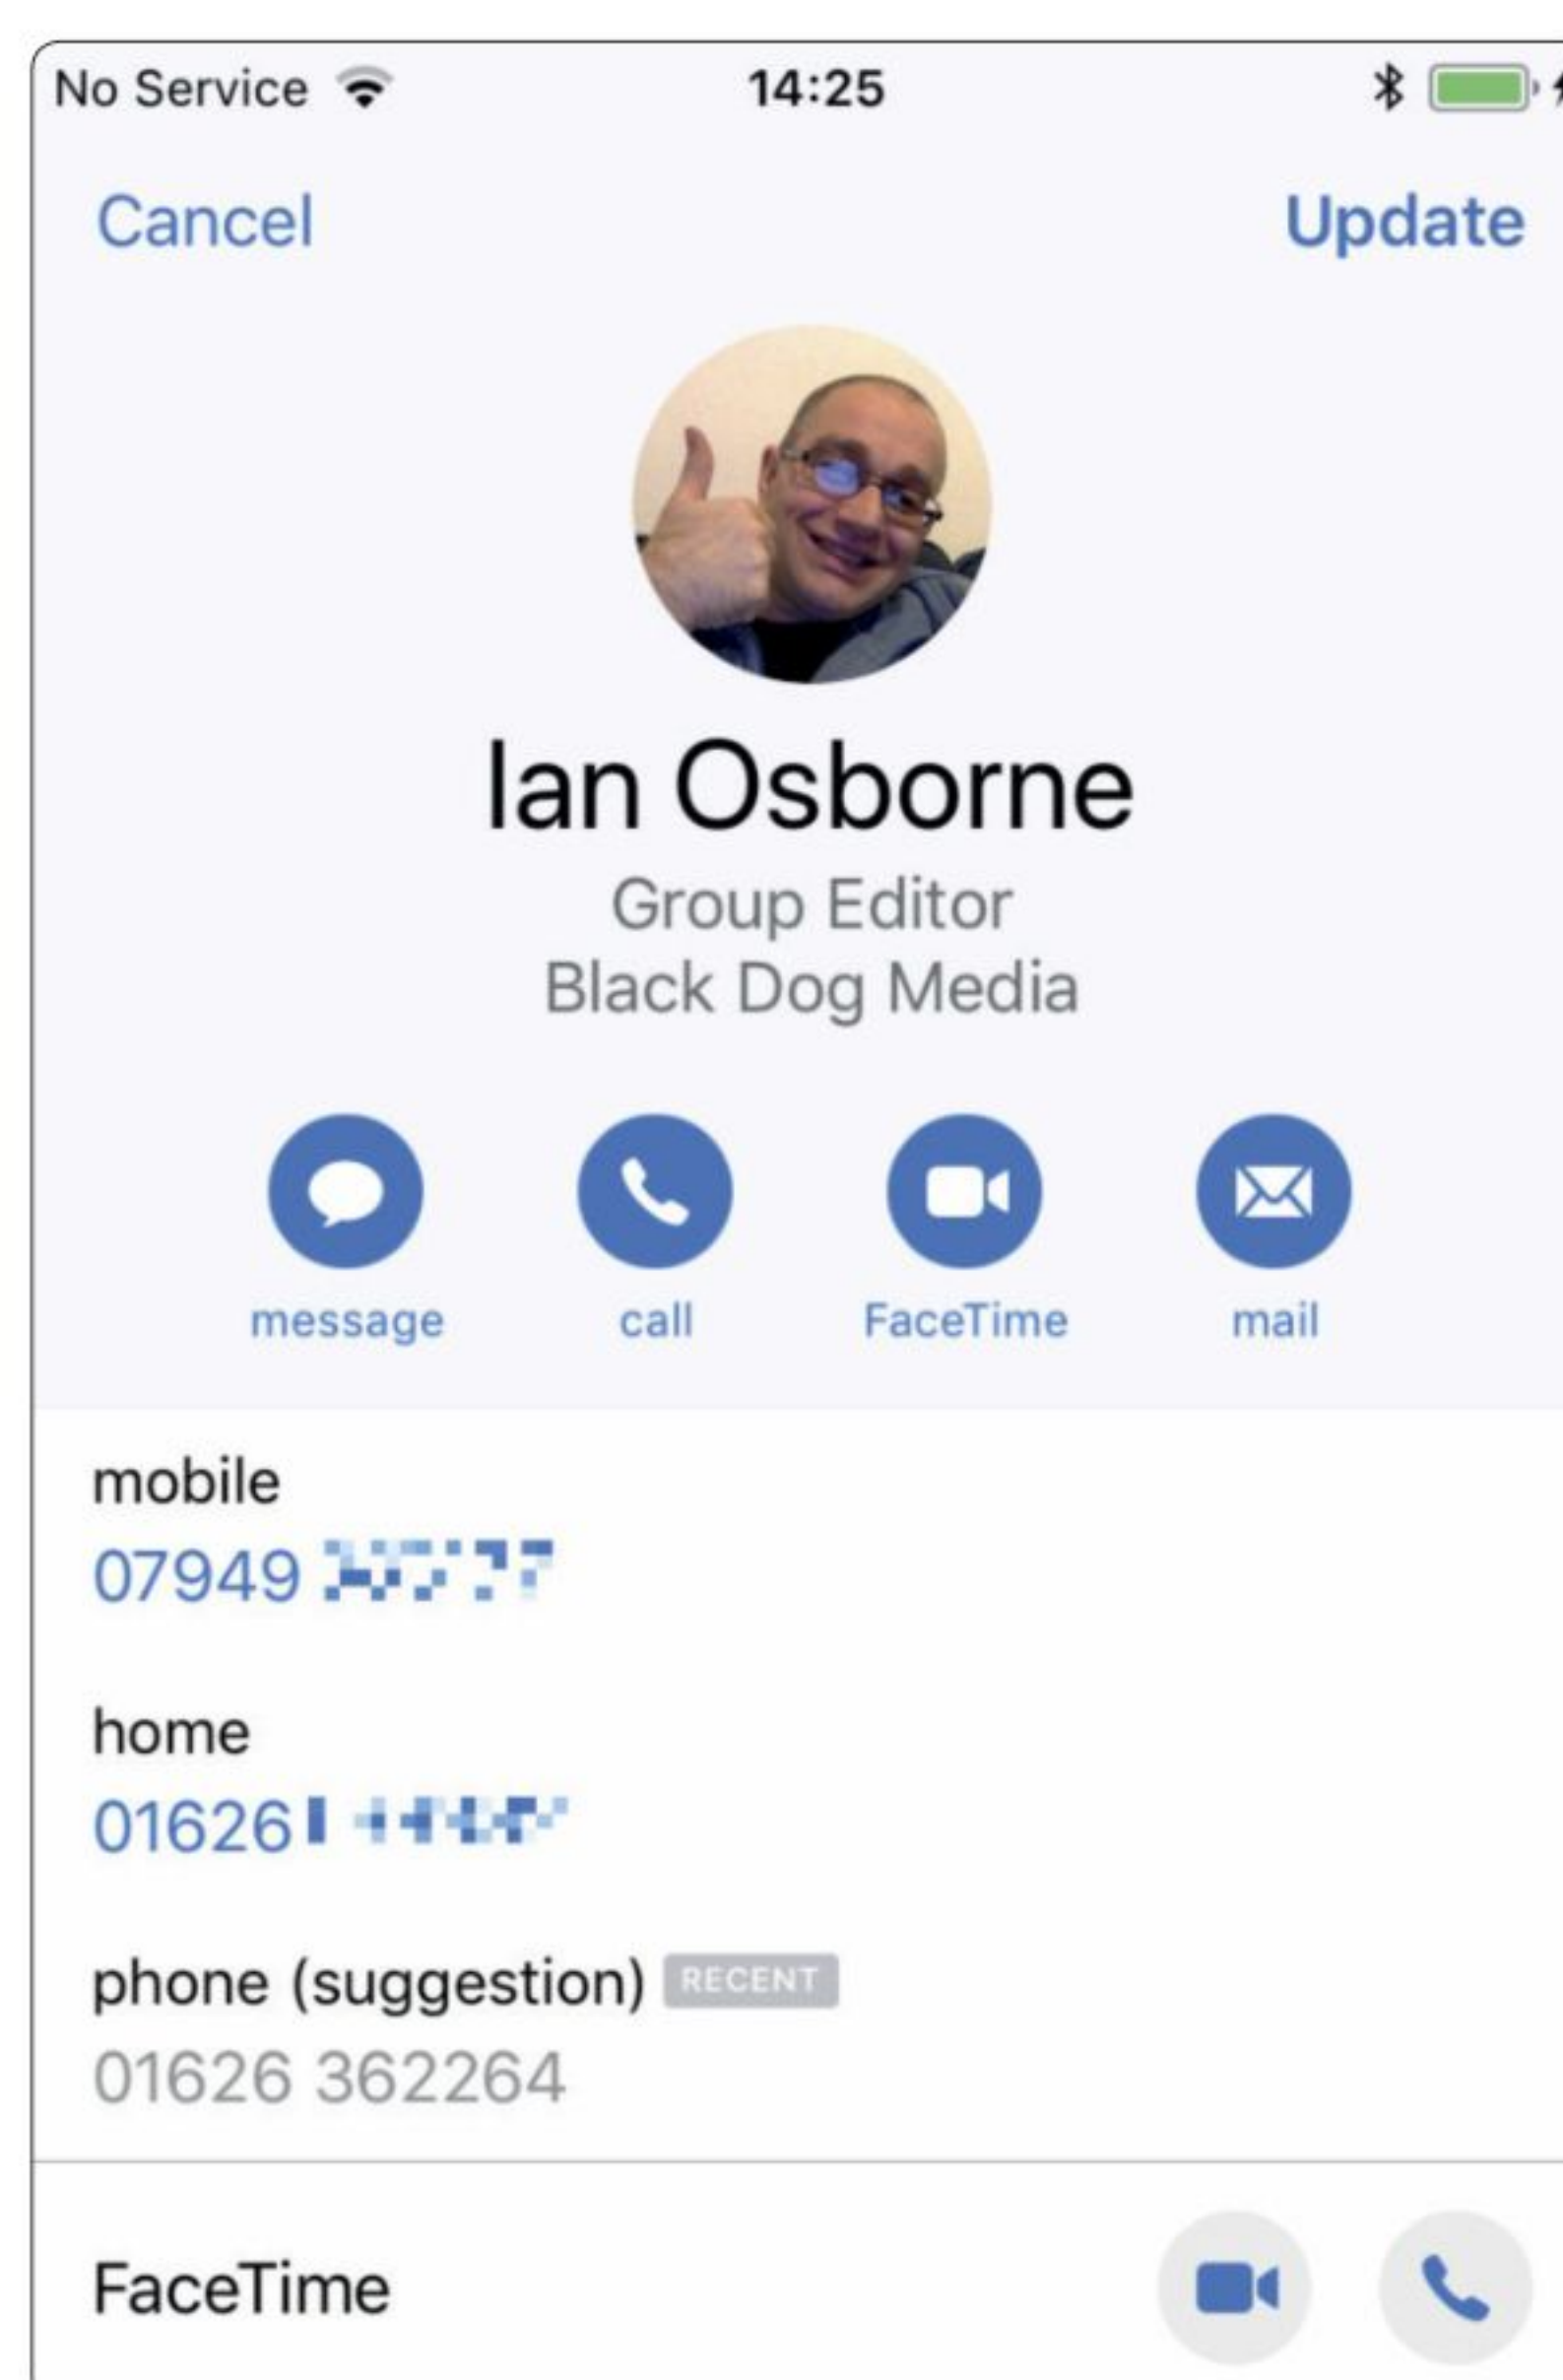 No Service 14:25
Cancel Update
Ian Osborne
Group Editor
Black Dog Media
message call FaceTime mail
mobile
07949
home
01626
phone (suggestion) RECENT
01626 362264
FaceTime